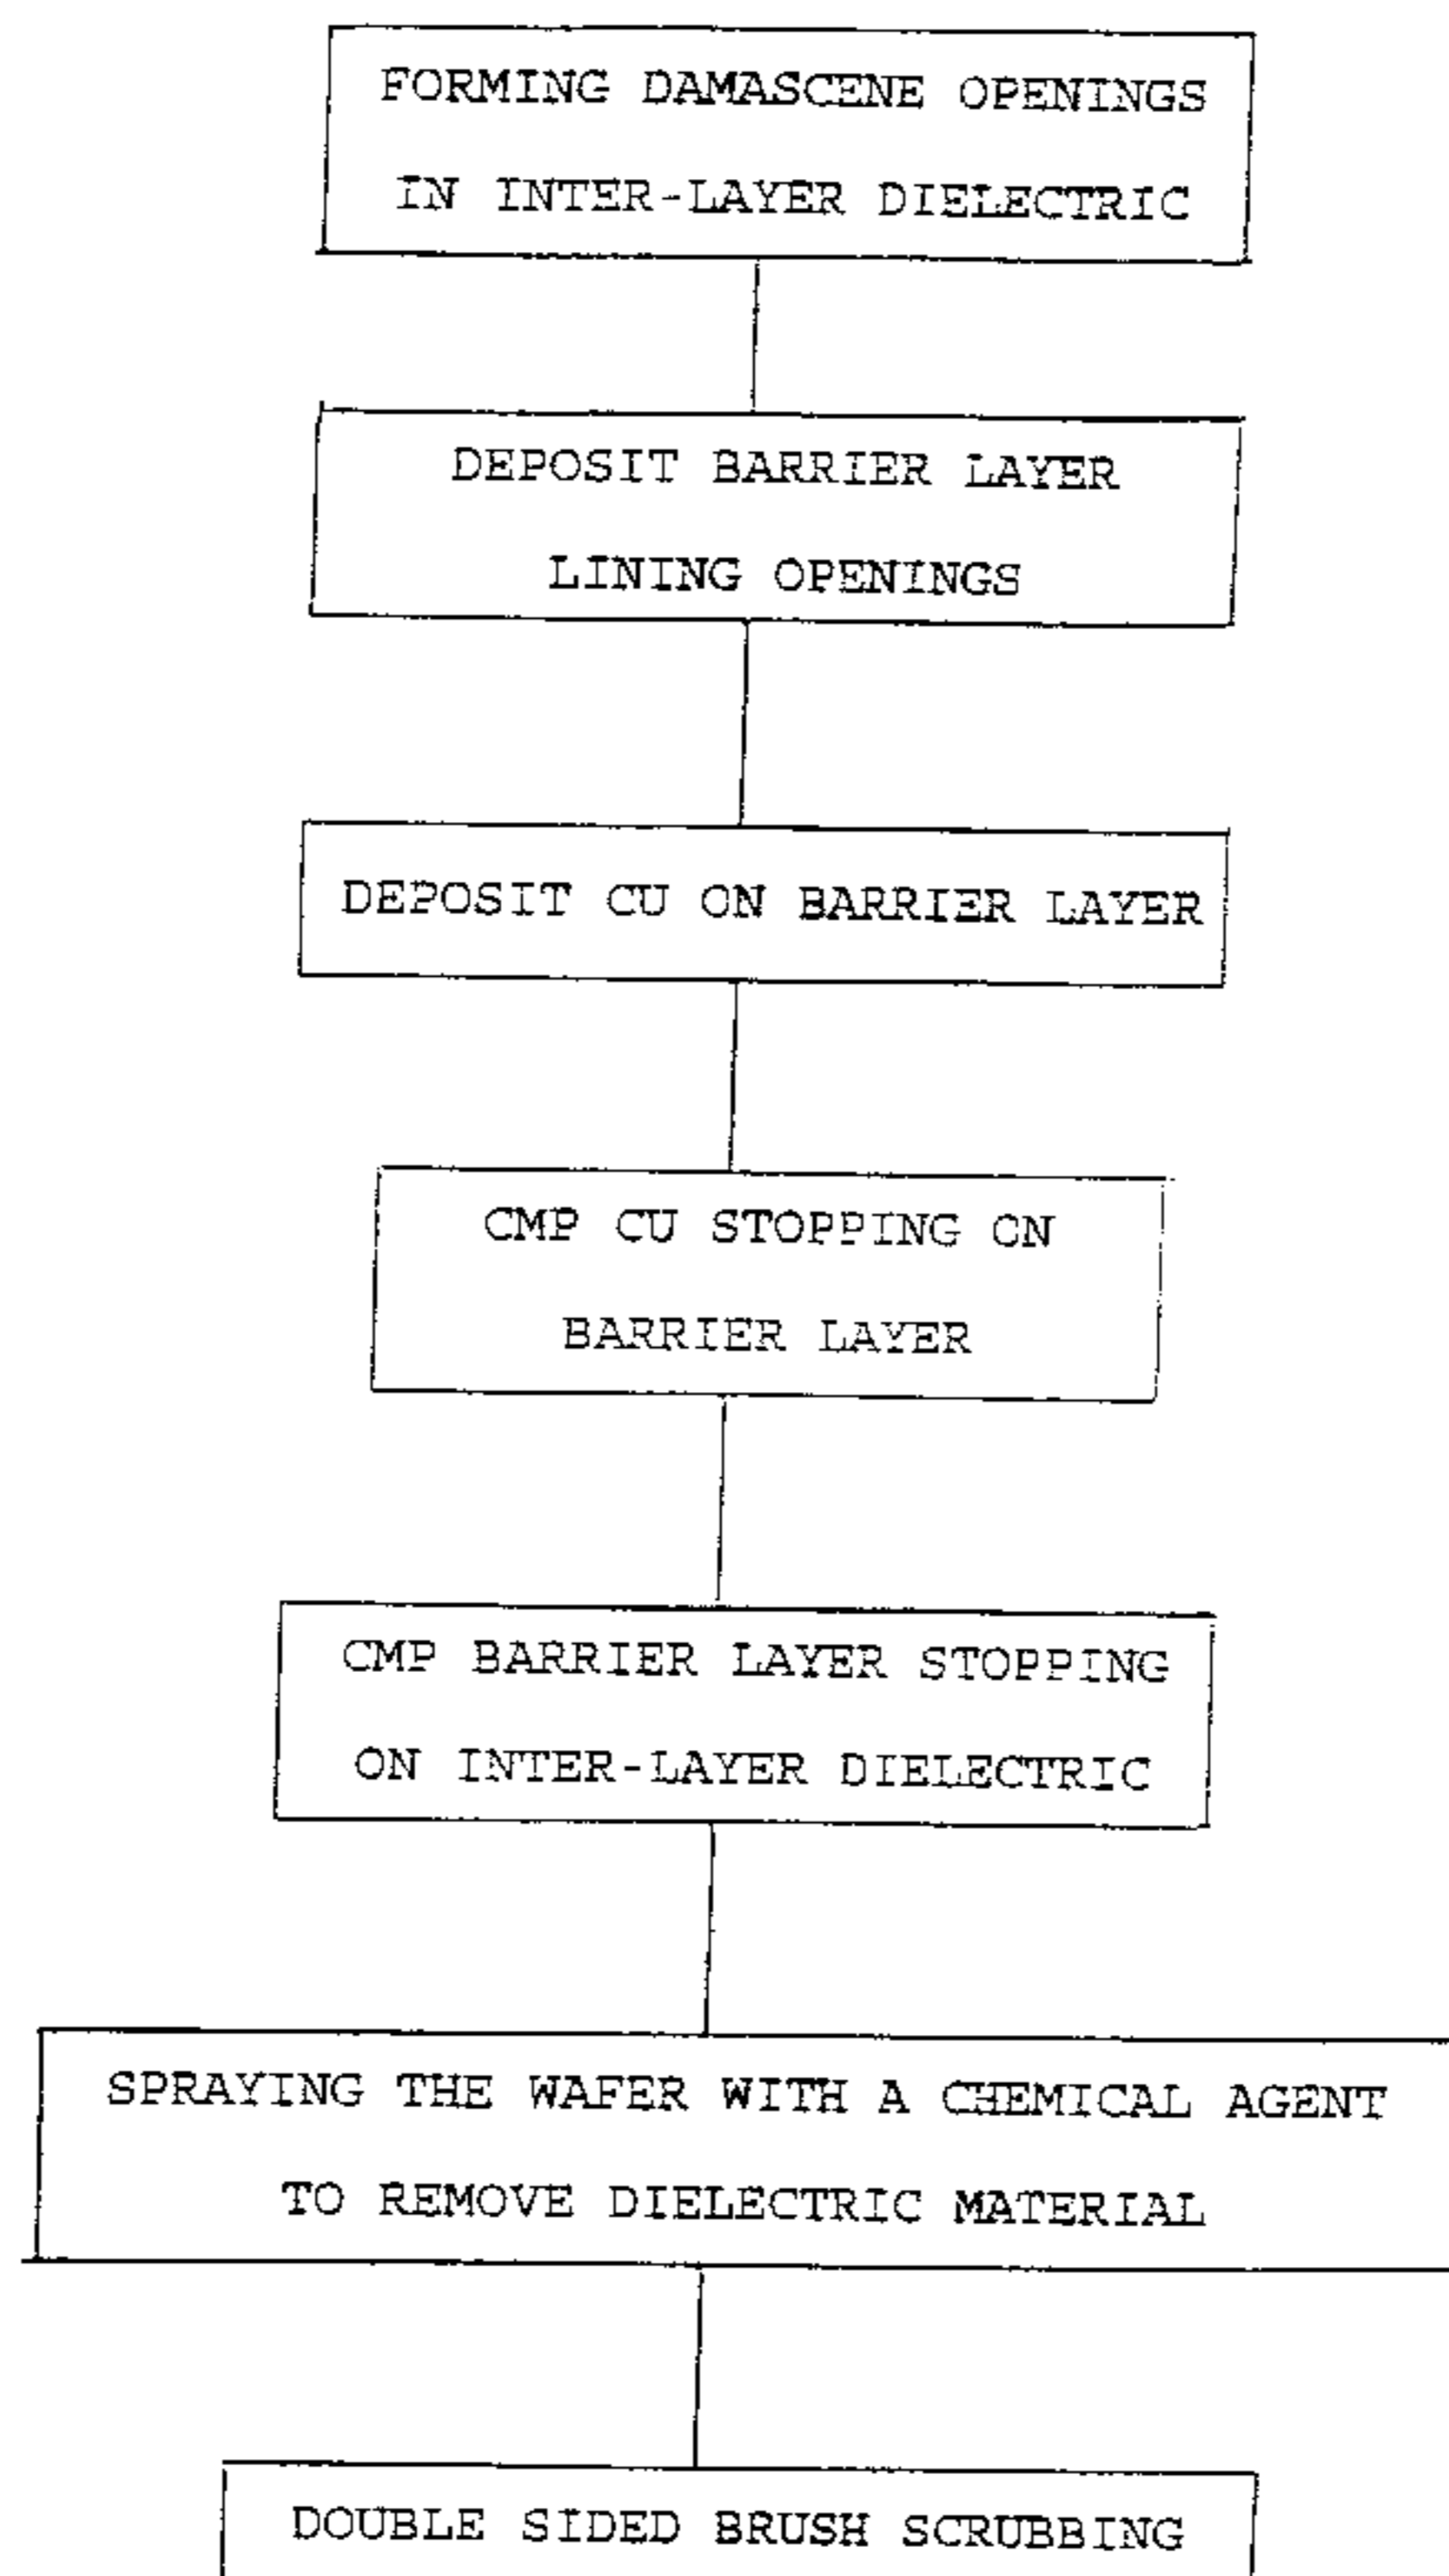 FORMING DAMASCENE OPENINGS
IN INTER-LAYER DIELECTRIC
DEPOSIT BARRIER LAYER
LINING OPENINGS
DEPOSIT CU ON BARRIER LAYER
CMP CU STOPPING ON
BARRIER LAYER
CMP BARRIER LAYER STOPPING
ON INTER-LAYER DIELECTRIC
SPRAYING THE WAFER WITH A CHEMICAL AGENT
TO REMOVE DIELECTRIC MATERIAL
DOUBLE SIDED BRUSH SCRUBBING